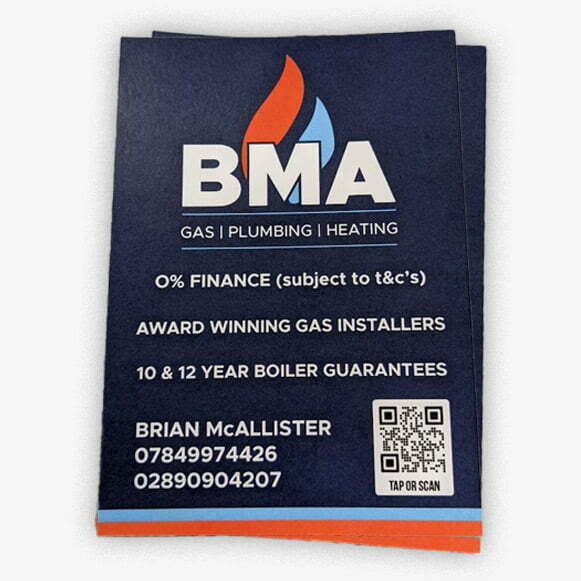 BMA
GAS | PLUMBING | HEATING
0% FINANCE (subject to t&c's)
AWARD WINNING GAS INSTALLERS
10 & 12 YEAR BOILER GUARANTEES
BRIAN McALLISTER
07849974426
02890904207
TAP OR SCAN